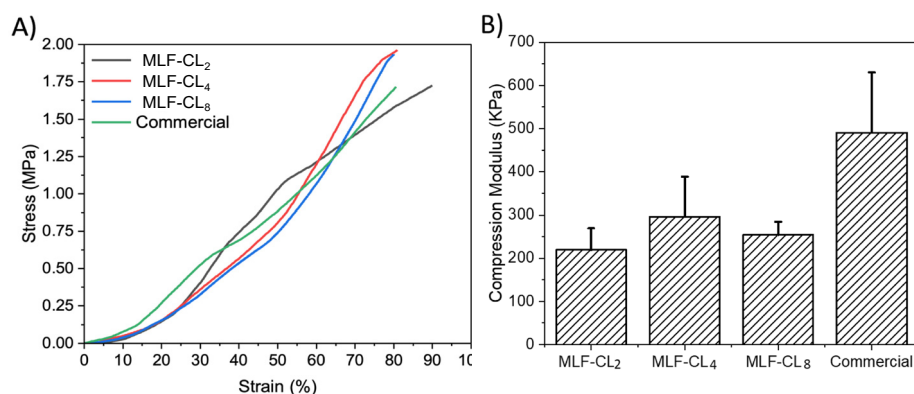 A)
2.00
1.75
1.50
1.25
1.00
0.75
0.50
0.25
0.00
Stress (MPa)
MLF-CL2
MLF-CL4
MLF-CL8
Commercial
0 10 20 30 40 50 60 70 80 90 10
Strain (%)
B)
700
600
500
400
300
200
100
0
Compression Modulus (KPa)
MLF-CL2 MLF-CL4 MLF-CL8 Commercial